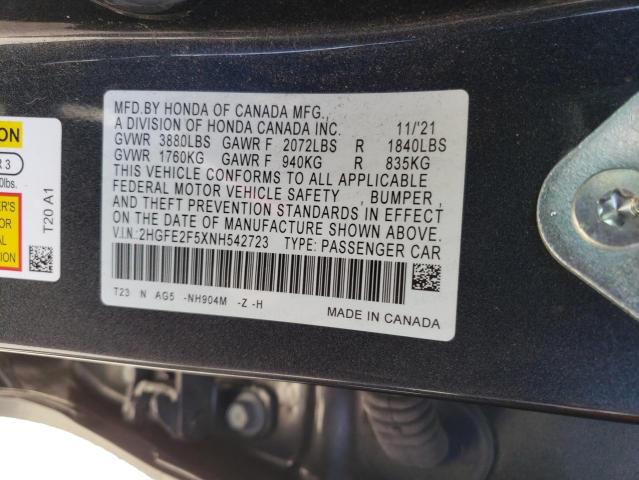 MFD.BY HONDA OF CANADA MFG.
A DIVISION OF HONDA CANADA INC. 11/'21
GVWR 3880LBS GAWR F 2072LBS R 1840LBS
GVWR 1760KG GAWR F 940KG R 835KG
THIS VEHICLE CONFORMS TO ALL APPLICABLE
FEDERAL MOTOR VEHICLE SAFETY , BUMPER ,
AND THEFT PREVENTION STANDARDS IN EFFECT
ON THE DATE OF MANUFACTURE SHOWN ABOVE.
V.I.N.:2HGFE2F5XNH542723 TYPE: PASSENGER CAR
T23 N AG5 -NH904M -Z -H
MADE IN CANADA
T20 A1